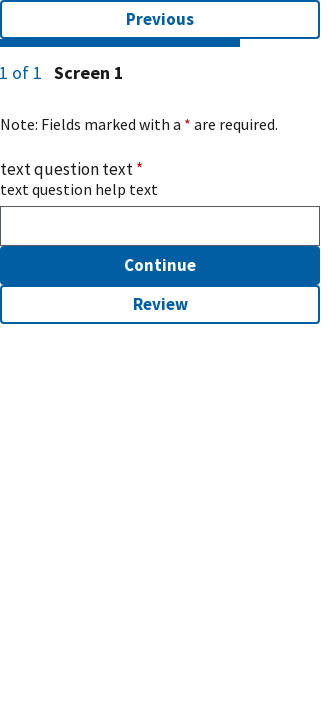 Previous
1 of 1 Screen 1
Note: Fields marked with a * are required.
text question text *
text question help text
Continue
Review